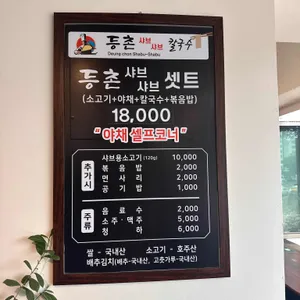 등촌 샤브샤브 칼국수
Deung chon Shabu-Shabu
등촌 샤브샤브 셋트
(소고기+야채+칼국수+볶음밥)
18,000
"야채 셀프코너"
추가시
샤브용소고기 (120g) 10,000
볶음밥 2,000
면사리 2,000
공기밥 1,000
주류
음료수 2,000
소주 · 맥주 5,000
청하 6,000
쌀 - 국내산 소고기 - 호주산
배추김치(배추-국내산, 고춧가루-국내산)